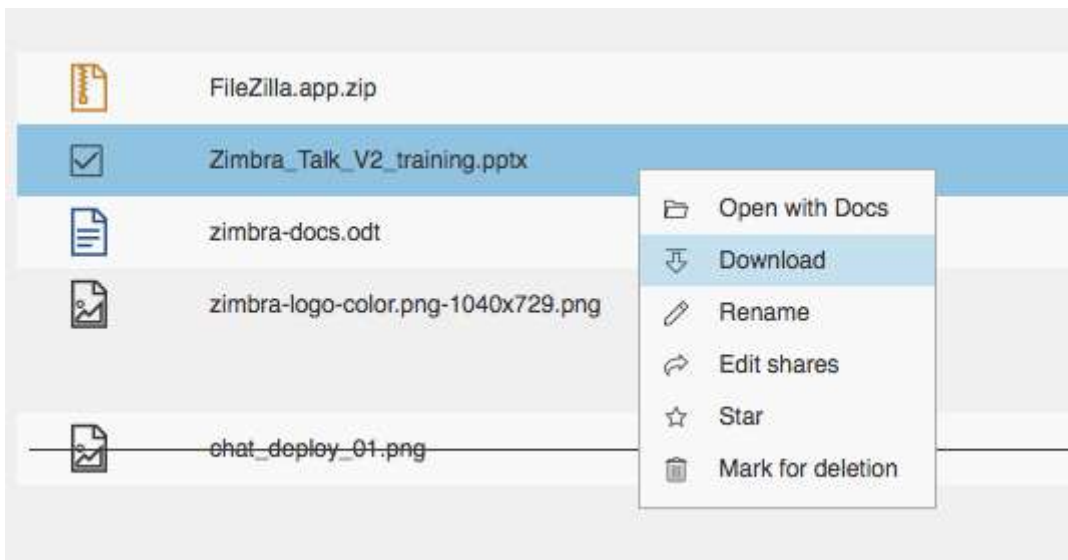 FileZilla.app.zip
Zimbra_Talk_V2_training.pptx
zimbra-docs.odt
zimbra-logo-color.png-1040x729.png
chat_deploy_01.png
Open with Docs
Download
Rename
Edit shares
Star
Mark for deletion